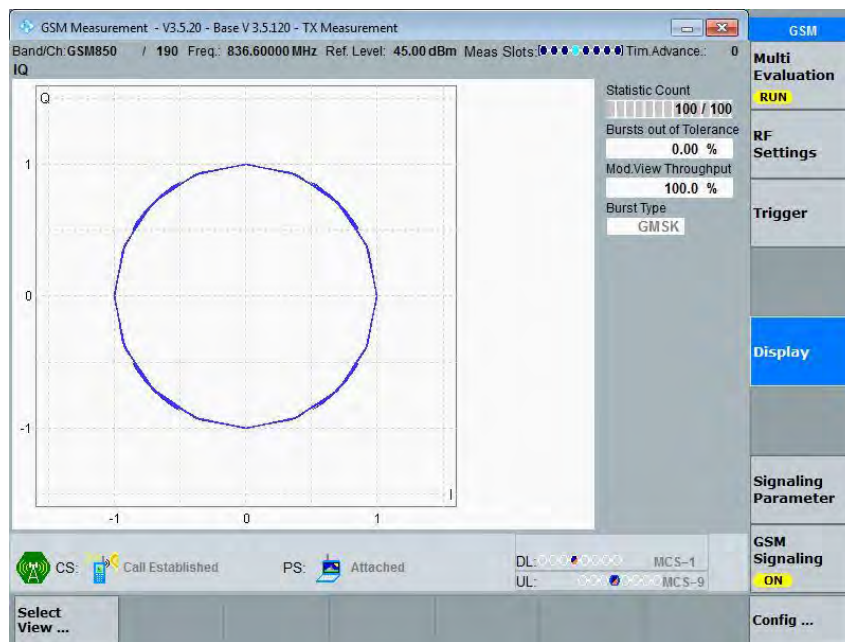 GSM Measurement - V3.5.20 - Base V 3.5.120 - TX Measurement
GSM
Band/Ch: GSM850 / 190 Freq.: 836.60000 MHz Ref. Level: 45.00 dBm Meas Slots: Tim.Advance.: 0
IQ
Multi
Evaluation
RUN
Statistic Count
100 / 100
Bursts out of Tolerance
0.00 %
Mod.View Throughput
100.0 %
Burst Type
GMSK
RF
Settings
Trigger
Display
Signaling
Parameter
GSM
Signaling
ON
Config ...
Q
1
0
-1
I
-1 0 1
CS: Call Established PS: Attached DL: MCS-1
UL: MCS-9
Select
View ...